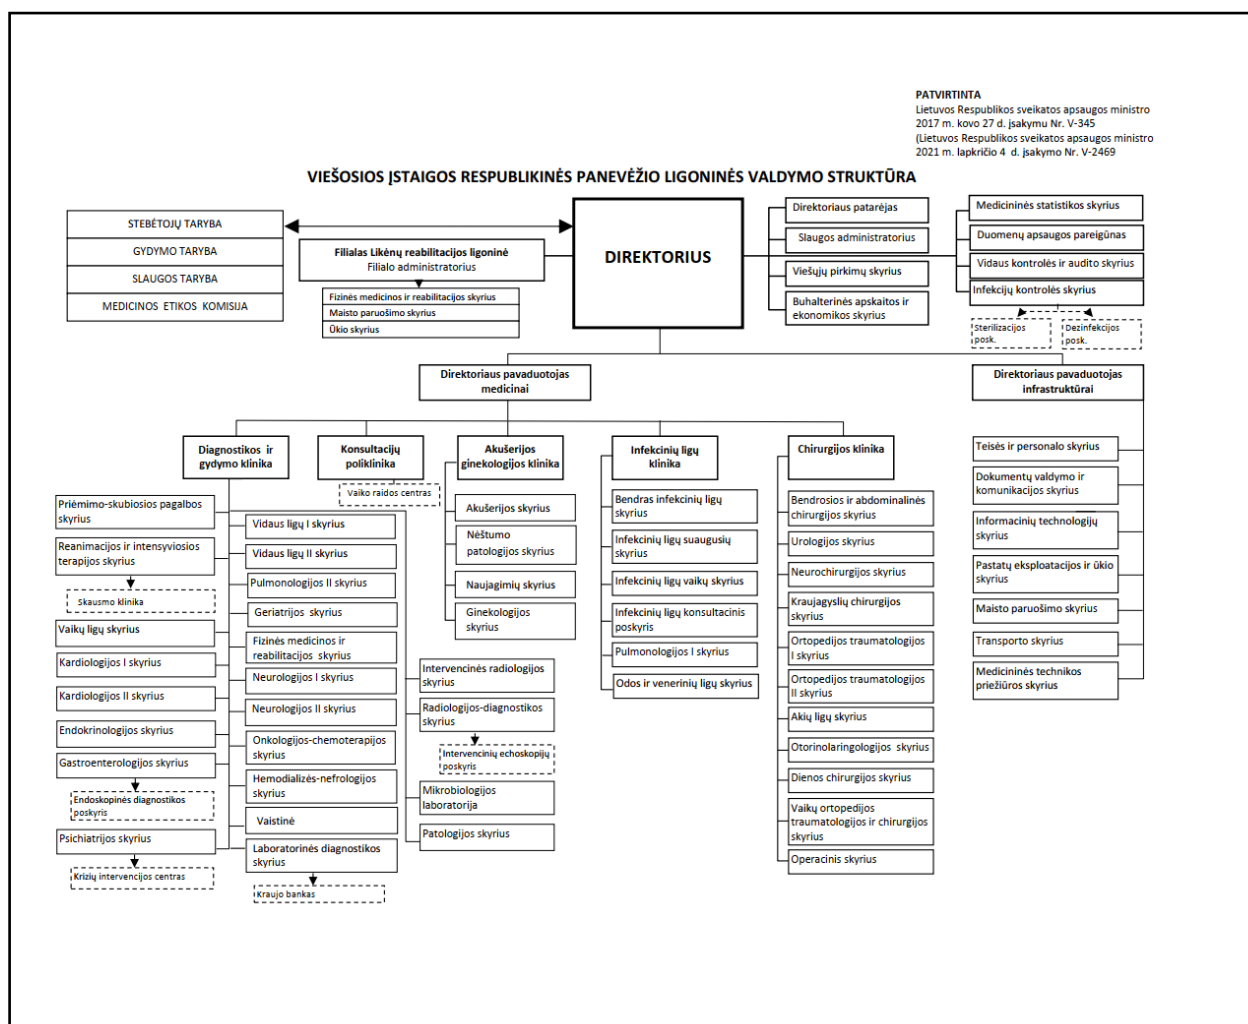 PATVIRTINTA
Lietuvos Respublikos sveikatos apsaugos ministro
2017 m. kovo 27 d. įsakymu Nr. V-345
(Lietuvos Respublikos sveikatos apsaugos ministro
2021 m. lapkričio 4 d. įsakymo Nr. V-2469
VIEŠOSIOS ĮSTAIGOS RESPUBLIKINĖS PANEVĖŽIO LIGONINĖS VALDYMO STRUKTŪRA
STEBĖTOJŲ TARYBA
GYDYMO TARYBA
SLAUGOS TARYBA
MEDICINOS ETIKOS KOMISIJA
Filialas Likėnų reabilitacijos ligoninė
Filialo administratorius
Fizinės medicinos ir reabilitacijos skyrius
Maisto paruošimo skyrius
Ūkio skyrius
DIREKTORIUS
Direktoriaus patarėjas
Slaugos administratorius
Viešųjų pirkimų skyrius
Buhalterinės apskaitos ir
ekonomikos skyrius
Medicininės statistikos skyrius
Duomenų apsaugos pareigūnas
Vidaus kontrolės ir audito skyrius
Infekcijų kontrolės skyrius
Sterilizacijos
posk.
Dezinfekcijos
posk.
Direktoriaus pavaduotojas
medicinai
Direktoriaus pavaduotojas
infrastruktūrai
Diagnostikos ir
gydymo klinika
Konsultacijų
poliklinika
Vaiko raidos centras
Akušerijos
ginekologijos klinika
Infekcinių ligų
klinika
Chirurgijos klinika
Priėmimo-skubiosios pagalbos
skyrius
Reanimacijos ir intensyviosios
terapijos skyrius
Skausmo klinika
Vaikų ligų skyrius
Kardiologijos I skyrius
Kardiologijos II skyrius
Endokrinologijos skyrius
Gastroenterologijos skyrius
Endoskopinės diagnostikos
poskyris
Psichiatrijos skyrius
Krizių intervencijos centras
Vidaus ligų I skyrius
Vidaus ligų II skyrius
Pulmonologijos II skyrius
Geriatrijos skyrius
Fizinės medicinos ir
reabilitacijos skyrius
Neurologijos I skyrius
Neurologijos II skyrius
Onkologijos-chemoterapijos
skyrius
Hemodializės-nefrologijos
skyrius
Vaistinė
Laboratorinės diagnostikos
skyrius
Kraujo bankas
Intervencinės radiologijos
skyrius
Radiologijos-diagnostikos
skyrius
Intervencinių echoskopijų
poskyris
Mikrobiologijos
laboratorija
Patologijos skyrius
Akušerijos skyrius
Nėštumo
patologijos skyrius
Naujagimių skyrius
Ginekologijos
skyrius
Bendras infekcinių ligų
skyrius
Infekcinių ligų suaugusių
skyrius
Infekcinių ligų vaikų skyrius
Infekcinių ligų konsultacinis
poskyris
Pulmonologijos I skyrius
Odos ir venerinių ligų skyrius
Bendrosios ir abdominalinės
chirurgijos skyrius
Urologijos skyrius
Neurochirurgijos skyrius
Kraujagyslių chirurgijos
skyrius
Ortopedijos traumatologijos
I skyrius
Ortopedijos traumatologijos
II skyrius
Akių ligų skyrius
Otorinolaringologijos skyrius
Dienos chirurgijos skyrius
Vaikų ortopedijos
traumatologijos ir chirurgijos
skyrius
Operacinis skyrius
Teisės ir personalo skyrius
Dokumentų valdymo ir
komunikacijos skyrius
Informacinių technologijų
skyrius
Pastatų eksploatacijos ir ūkio
skyrius
Maisto paruošimo skyrius
Transporto skyrius
Medicininės technikos
priežiūros skyrius